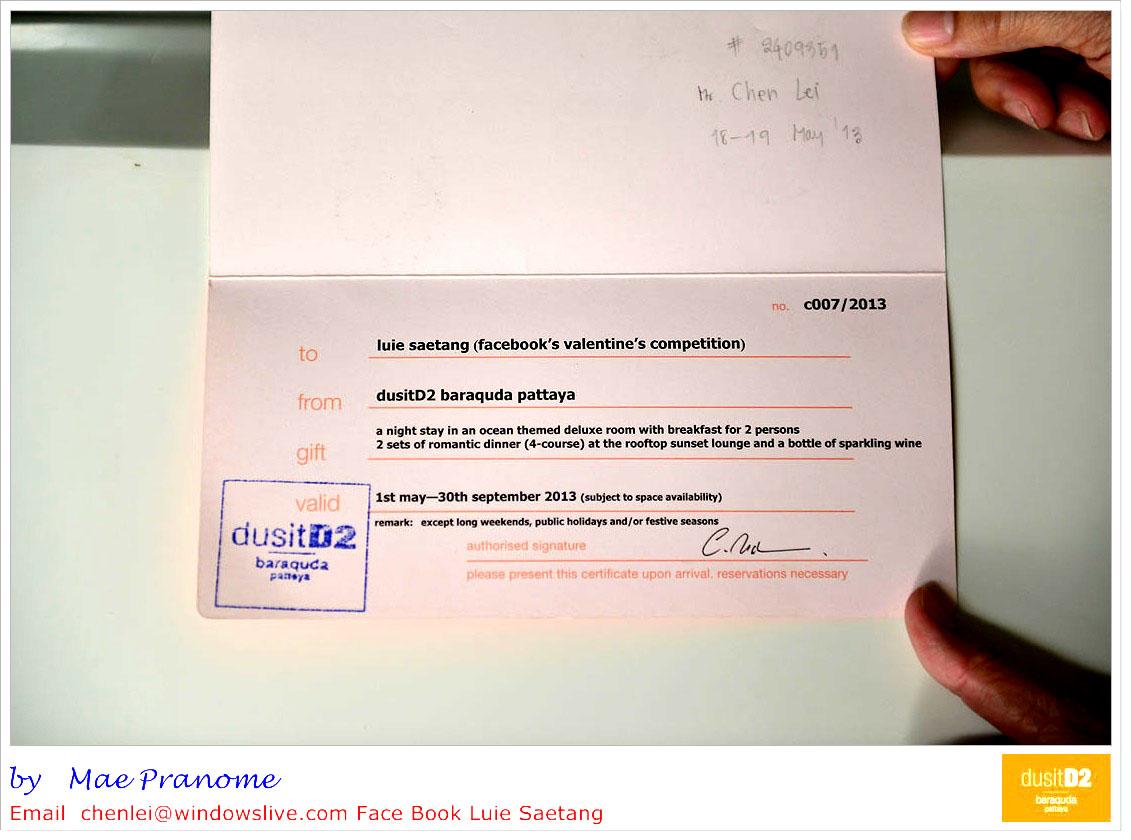 # 2409351
Mr. Chen Lei
18-19 May '13
no. c007/2013
to luie saetang (facebook's valentine's competition)
from dusitD2 baraquda pattaya
gift a night stay in an ocean themed deluxe room with breakfast for 2 persons
2 sets of romantic dinner (4-course) at the rooftop sunset lounge and a bottle of sparkling wine
valid 1st may—30th september 2013 (subject to space availability)
remark: except long weekends, public holidays and/or festive seasons
authorised signature
please present this certificate upon arrival. reservations necessary
dusitD2
baraquda
pattaya
by Mae Pranome
Email chenlei@windowslive.com Face Book Luie Saetang
dusitD2
baraquda
pattaya